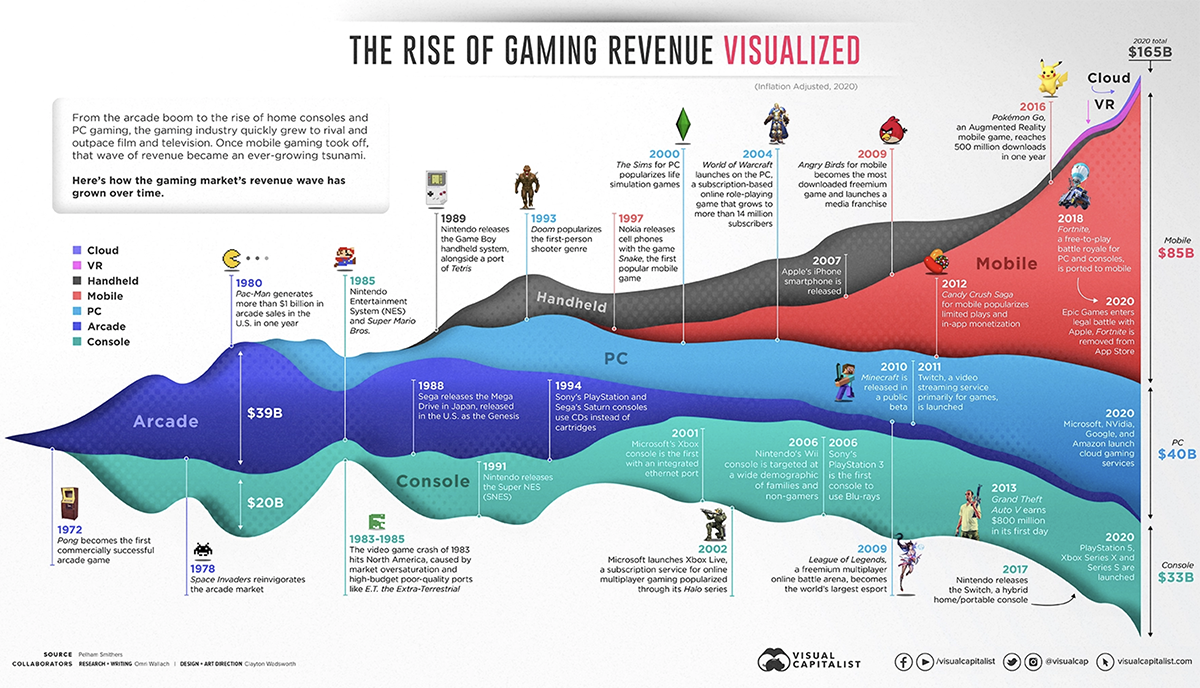 THE RISE OF GAMING REVENUE VISUALIZED
(Inflation Adjusted, 2020)
2020 total
$165B
From the arcade boom to the rise of home consoles and
PC gaming, the gaming industry quickly grew to rival and
outpace film and television. Once mobile gaming took off,
that wave of revenue became an ever-growing tsunami.
Here's how the gaming market's revenue wave has
grown over time.
Cloud
VR
Handheld
Mobile
PC
Arcade
Console
1980
Pac-Man generates
more than $1 billion in
arcade sales in the
U.S. in one year
1985
Nintendo
Entertainment
System (NES)
and Super Mario
Bros.
1989
Nintendo releases
the Game Boy
handheld system,
alongside a port
of Tetris
1993
Doom popularizes
the first-person
shooter genre
1997
Nokia releases
cell phones
with the game
Snake, the first
popular mobile
game
2000
The Sims for PC
popularizes life
simulation games
2004
World of Warcraft
launches on the PC,
a subscription-based
online role-playing
game that grows to
more than 14 million
subscribers
2009
Angry Birds for mobile
becomes the most
downloaded freemium
game and launches a
media franchise
2016
Pokémon Go,
an Augmented Reality
mobile game, reaches
500 million downloads
in one year
Cloud
VR
2007
Apple's iPhone
smartphone is
released
Mobile
2012
Candy Crush Saga
for mobile popularizes
limited plays and
in-app monetization
2018
Fortnite,
a free-to-play
battle royale for
PC and consoles,
is ported to mobile
2020
Epic Games enters
legal battle with
Apple, Fortnite is
removed from
App Store
Mobile
$85B
Handheld
PC
Arcade
$39B
1988
Sega releases the Mega
Drive in Japan, released
in the U.S. as the Genesis
1994
Sony's PlayStation and
Sega's Saturn consoles
use CDs instead of
cartridges
2010
Minecraft is
released in
a public
beta
2011
Twitch, a video
streaming service
primarily for games,
is launched
2020
Microsoft, NVidia,
Google, and
Amazon launch
cloud gaming
services
PC
$40B
$20B
Console
1991
Nintendo releases
the Super NES
(SNES)
2001
Microsoft's Xbox
console is the first
with an integrated
ethernet port
2006
Nintendo's Wii
console is targeted at
a wide demographic
of families and
non-gamers
2006
Sony's
PlayStation 3
is the first
console to
use Blu-rays
2013
Grand Theft
Auto V earns
$800 million
in its first day
2020
PlayStation 5,
Xbox Series X and
Series S are
launched
Console
$33B
1972
Pong becomes the first
commercially successful
arcade game
1978
Space Invaders reinvigorates
the arcade market
1983-1985
The video game crash of 1983
hits North America, caused by
market oversaturation and
high-budget poor-quality ports
like E.T. the Extra-Terrestrial
2002
Microsoft launches Xbox Live,
a subscription service for online
multiplayer gaming popularized
through its Halo series
2009
League of Legends,
a freemium multiplayer
online battle arena, becomes
the world's largest esport
2017
Nintendo releases
the Switch, a hybrid
home/portable console
SOURCE Pelham Smithers
COLLABORATORS RESEARCH + WRITING Omri Wallach | DESIGN + ART DIRECTION Clayton Wadsworth
VISUAL
CAPITALIST
/visualcapitalist
@visualcap
visualcapitalist.com